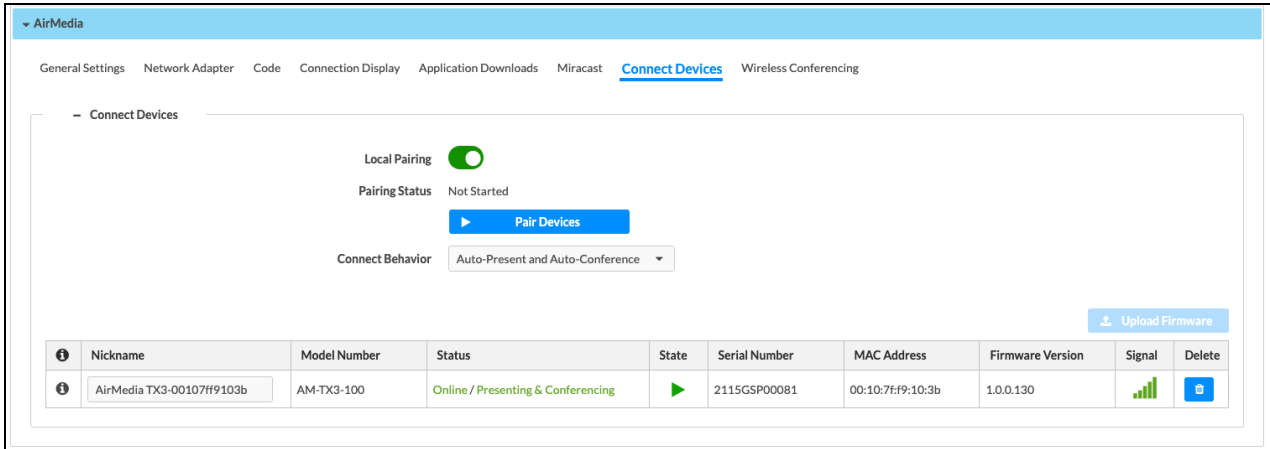 AirMedia
General Settings Network Adapter Code Connection Display Application Downloads Miracast Connect Devices Wireless Conferencing
– Connect Devices
Local Pairing
Pairing Status Not Started
Pair Devices
Connect Behavior Auto-Present and Auto-Conference
Upload Firmware
Nickname Model Number Status State Serial Number MAC Address Firmware Version Signal Delete
AirMedia TX3-00107ff9103b AM-TX3-100 Online / Presenting & Conferencing 2115GSP00081 00:10:7f:f9:10:3b 1.0.0.130